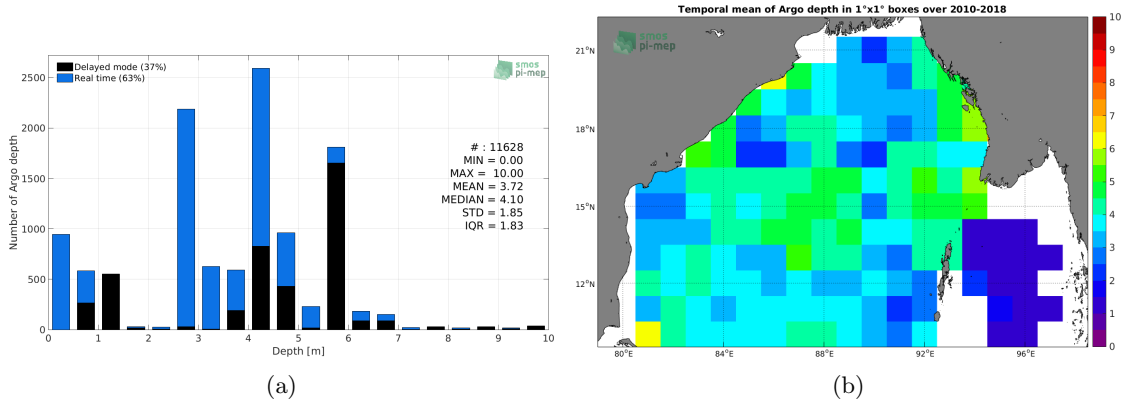 Delayed mode (37%)
Real time (63%)
smos
pi-mep
# : 11628
MIN = 0.00
MAX = 10.00
MEAN = 3.72
MEDIAN = 4.10
STD = 1.85
IQR = 1.83
Number of Argo depth
2500
2000
1500
1000
500
0
0 1 2 3 4 5 6 7 8 9 10
Depth [m]
(a)
Temporal mean of Argo depth in 1°x1° boxes over 2010-2018
smos
pi-mep
21°N
18°N
15°N
12°N
80°E 84°E 88°E 92°E 96°E
10
9
8
7
6
5
4
3
2
1
0
(b)